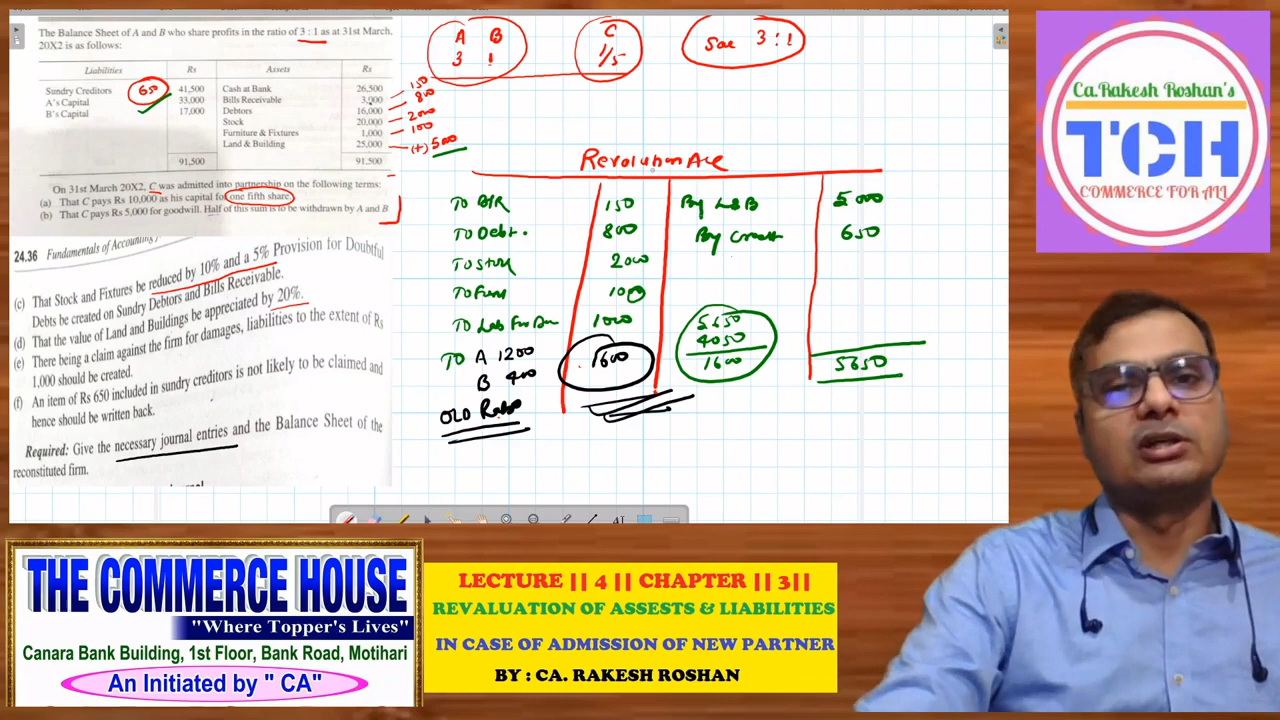 The Balance Sheet of A and B who share profits in the ratio of 3 : 1 as at 31st March,
20X2 is as follows:
Liabilities Rs Assets Rs
Sundry Creditors 650 41,500 Cash at Bank 26,500
A's Capital 33,000 Bills Receivable 3,000 150
B's Capital 17,000 Debtors 16,000 800
Stock 20,000 2000
Furniture & Fixtures 1,000 100
Land & Building 25,000 (+) 5000
91,500 91,500
On 31st March 20X2, C was admitted into partnership on the following terms:
(a) That C pays Rs 10,000 as his capital for one fifth share.
(b) That C pays Rs 5,000 for goodwill. Half of this sum is to be withdrawn by A and B
24.36 Fundamentals of Accounting
(c) That Stock and Fixtures be reduced by 10% and a 5% Provision for Doubtful
Debts be created on Sundry Debtors and Bills Receivable.
(d) That the value of Land and Buildings be appreciated by 20%.
(e) There being a claim against the firm for damages, liabilities to the extent of Rs
1,000 should be created.
(f) An item of Rs 650 included in sundry creditors is not likely to be claimed and
hence should be written back.
Required: Give the necessary journal entries and the Balance Sheet of the
reconstituted firm.
A B
3 1
C
1/5
Sac 3:1
Revolution A/c
To B/R 150 By L&B 5000
To Debt. 800 By Credt 650
To Stock 2000
To Furn 100
To Lab For Dam 1000
5650
4050
1600
To A 1200 1600
B 400
5650
OLD Ratio
Ca.Rakesh Roshan's
TCH
COMMERCE FOR ALL
THE COMMERCE HOUSE
"Where Topper's Lives"
Canara Bank Building, 1st Floor, Bank Road, Motihari
An Initiated by " CA"
LECTURE || 4 || CHAPTER || 3||
REVALUATION OF ASSESTS & LIABILITIES
IN CASE OF ADMISSION OF NEW PARTNER
BY : CA. RAKESH ROSHAN